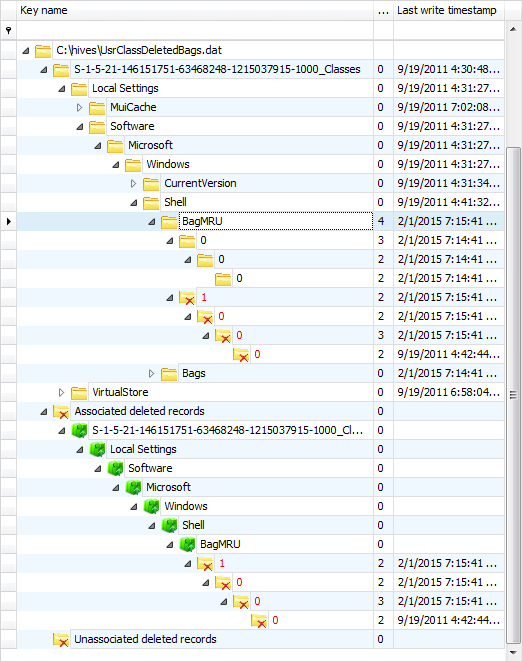 Key name ... Last write timestamp
C:\hives\UsrClassDeletedBags.dat
S-1-5-21-146151751-63468248-1215037915-1000_Classes 0 9/19/2011 4:30:48...
Local Settings 0 9/19/2011 4:31:27...
MuiCache 0 9/19/2011 7:02:08...
Software 0 9/19/2011 4:31:27...
Microsoft 0 9/19/2011 4:31:27...
Windows 0 9/19/2011 4:31:27...
CurrentVersion 0 9/19/2011 4:31:34...
Shell 0 9/19/2011 4:41:32...
BagMRU 4 2/1/2015 7:15:41 ...
0 3 2/1/2015 7:14:41 ...
0 2 2/1/2015 7:14:41 ...
0 2 2/1/2015 7:14:41 ...
1 2 2/1/2015 7:15:41 ...
0 2 2/1/2015 7:15:41 ...
0 3 2/1/2015 7:15:41 ...
0 2 9/19/2011 4:42:44...
Bags 0 2/1/2015 7:14:41 ...
VirtualStore 0 9/19/2011 6:58:04...
Associated deleted records 0
S-1-5-21-146151751-63468248-1215037915-1000_Cl... 0
Local Settings 0
Software 0
Microsoft 0
Windows 0
Shell 0
BagMRU 0
1 2 2/1/2015 7:15:41 ...
0 2 2/1/2015 7:15:41 ...
0 3 2/1/2015 7:15:41 ...
0 2 9/19/2011 4:42:44...
Unassociated deleted records 0